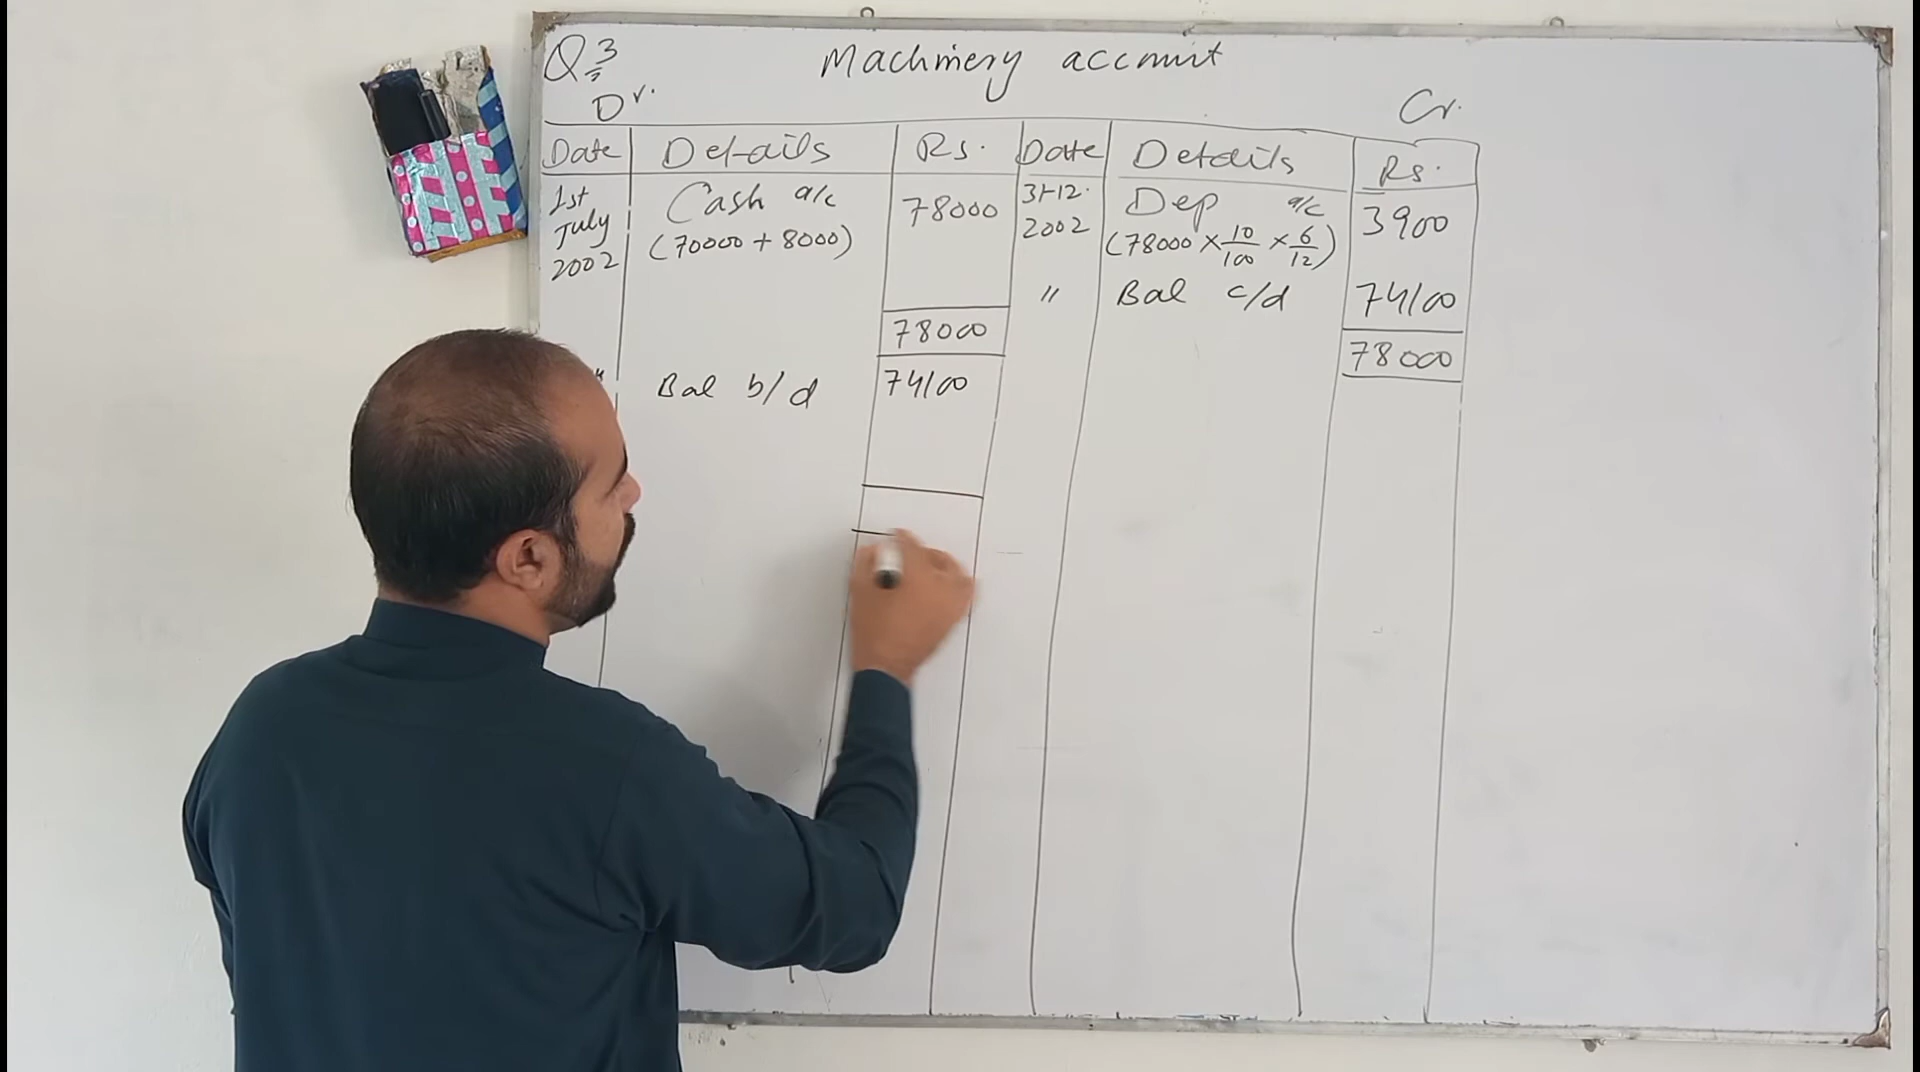 Q3 Machinery account
Dr. Cr.
Date Details Rs. Date Details Rs.
1st July 2002 Cash a/c 78000 31-12-2002 Dep a/c 3900
(70000 + 8000) (78000 × 10/100 × 6/12)
" Bal c/d 74100
78000 78000
Bal b/d 74100